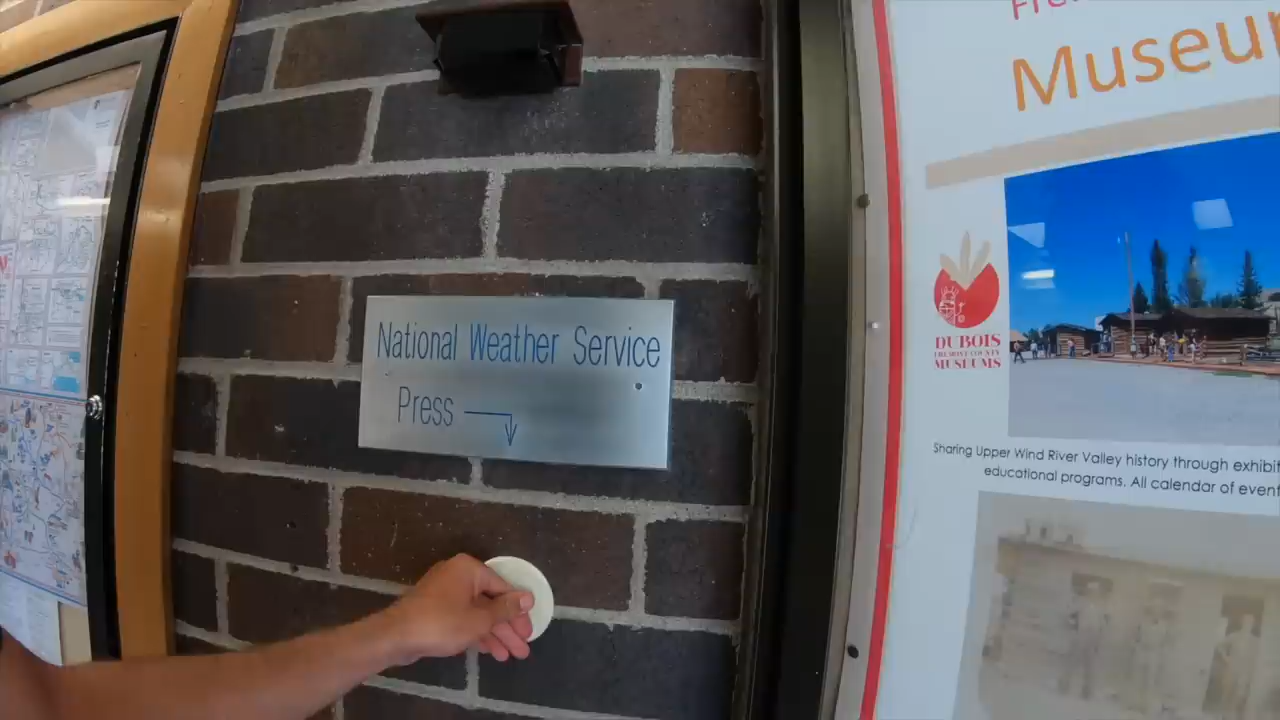 National Weather Service
Press
Museu
DUBOIS
FREMONT COUNTY
MUSEUMS
Sharing Upper Wind River Valley history through exhibit
educational programs. All calendar of event